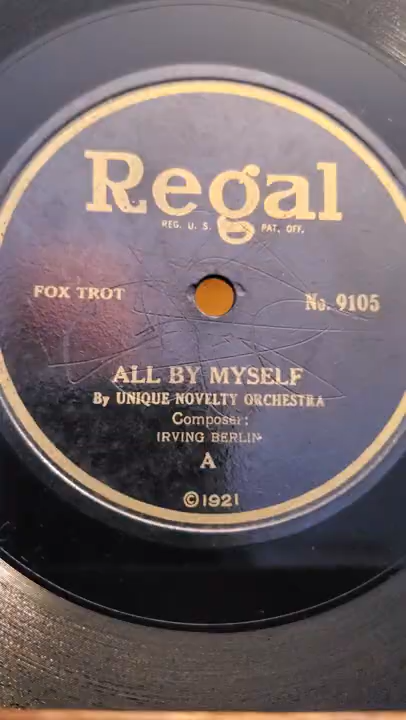 Regal
REG. U. S. PAT. OFF.
FOX TROT No. 9105
ALL BY MYSELF
By UNIQUE NOVELTY ORCHESTRA
Composer:
IRVING BERLIN
A
©1921